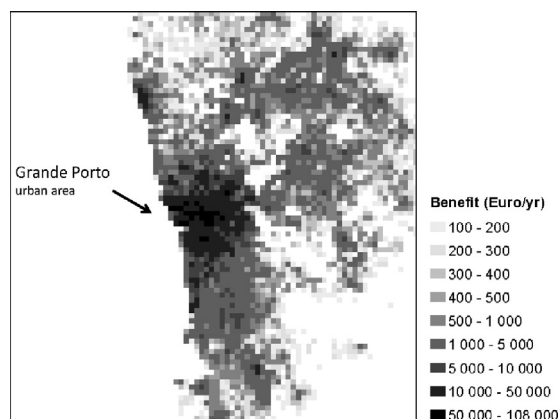 Grande Porto
urban area
Benefit (Euro/yr)
100 - 200
200 - 300
300 - 400
400 - 500
500 - 1 000
1 000 - 5 000
5 000 - 10 000
10 000 - 50 000
50 000 - 108 000